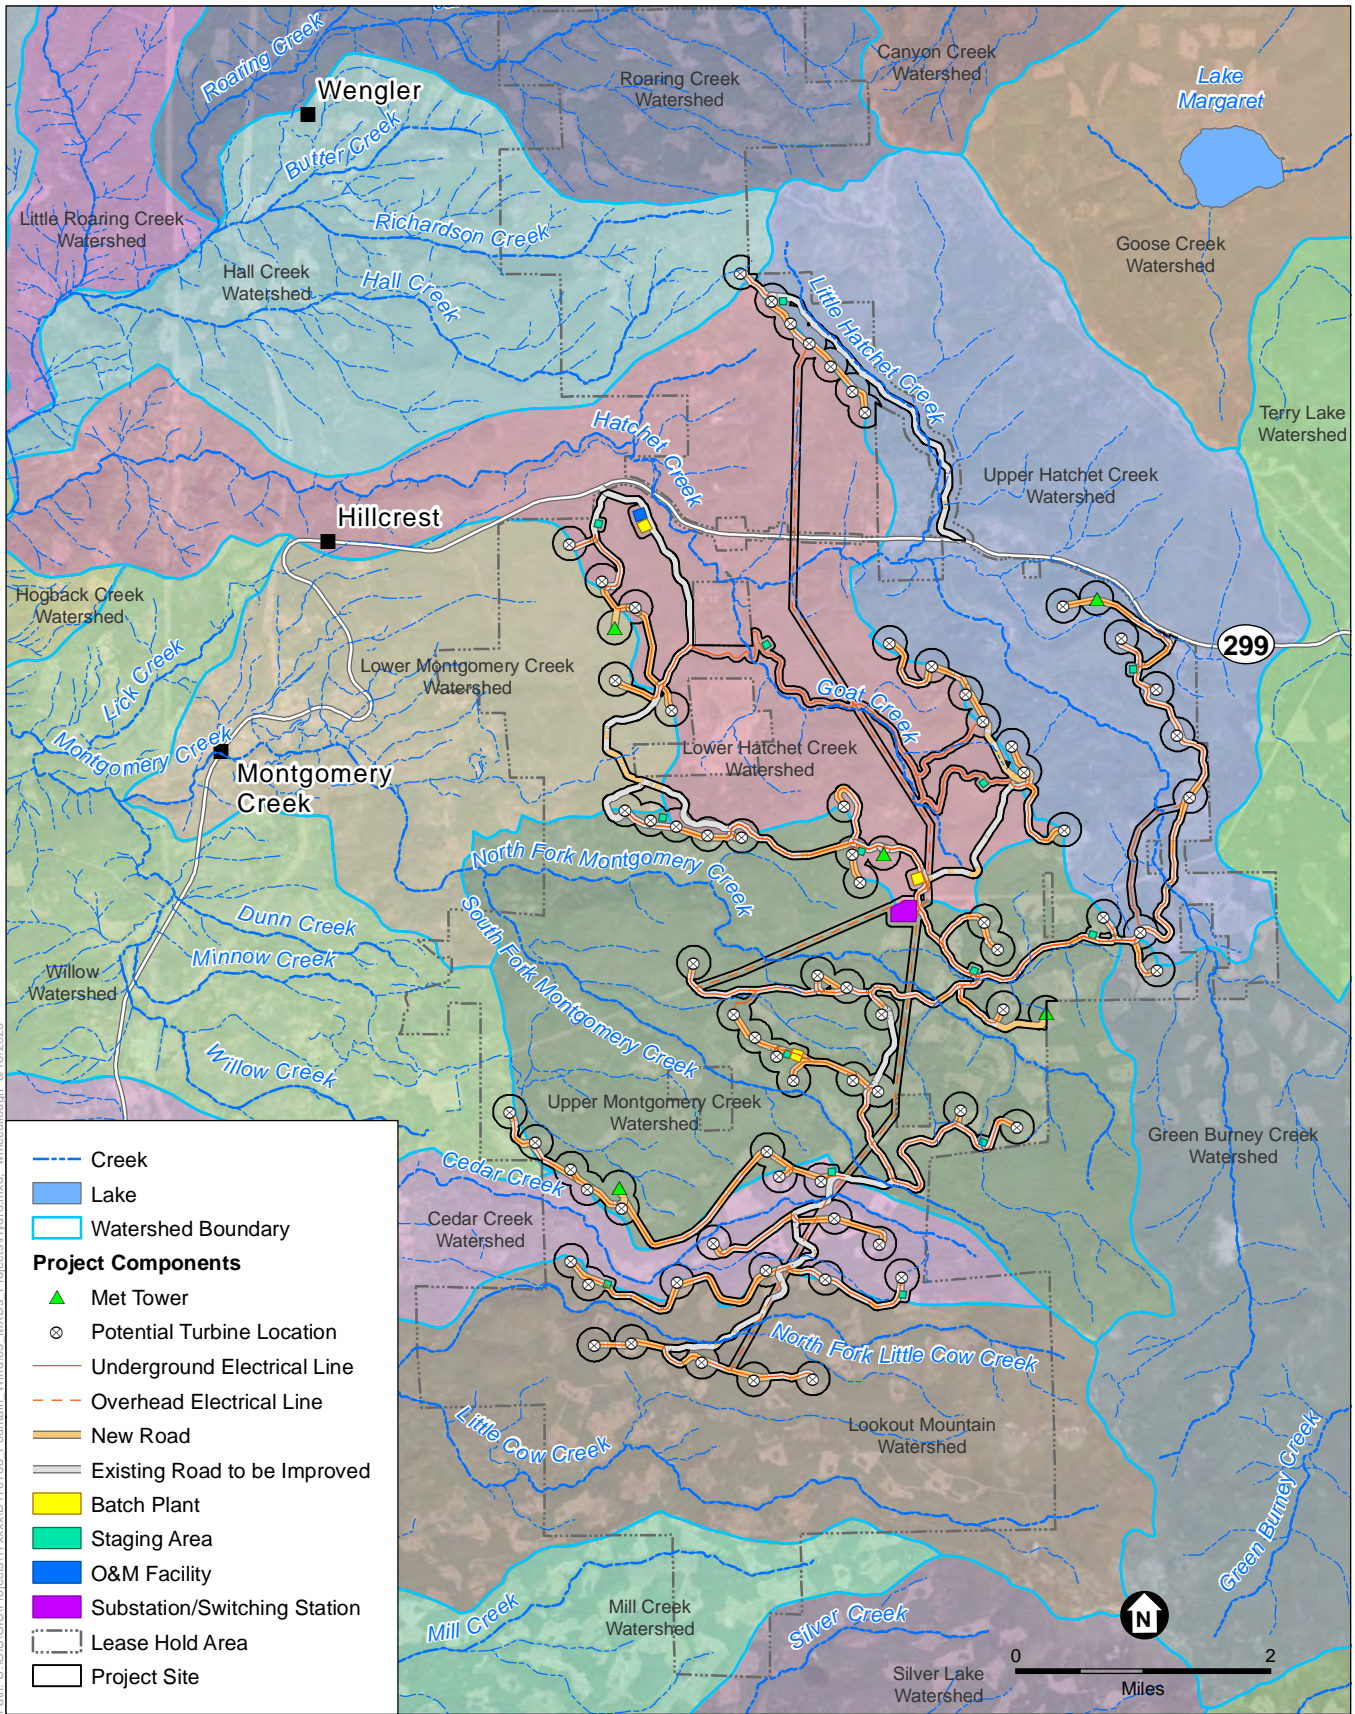 Roaring Creek
Canyon Creek
Watershed
Roaring Creek
Watershed
Lake
Margaret
Wengler
Butter Creek
Little Roaring Creek
Watershed
Richardson Creek
Goose Creek
Watershed
Hall Creek
Watershed
Hall Creek
Little Hatchet Creek
Terry Lake
Watershed
Hatchet Creek
Upper Hatchet Creek
Watershed
Hillcrest
Hogback Creek
Watershed
299
Lick Creek
Lower Montgomery Creek
Watershed
Goat Creek
Montgomery Creek
Lower Hatchet Creek
Watershed
Montgomery
Creek
North Fork Montgomery Creek
Dunn Creek
South Fork Montgomery Creek
Minnow Creek
Willow
Watershed
Willow Creek
Upper Montgomery Creek
Watershed
Green Burney Creek
Watershed
Cedar Creek
Cedar Creek
Watershed
North Fork Little Cow Creek
Little Cow Creek
Lookout Mountain
Watershed
Green Burney Creek
Mill Creek
Mill Creek
Watershed
Silver Creek
Silver Lake
Watershed
N
0 2
Miles
Creek
Lake
Watershed Boundary
Project Components
Met Tower
Potential Turbine Location
Underground Electrical Line
Overhead Electrical Line
New Road
Existing Road to be Improved
Batch Plant
Staging Area
O&M Facility
Substation/Switching Station
Lease Hold Area
Project Site